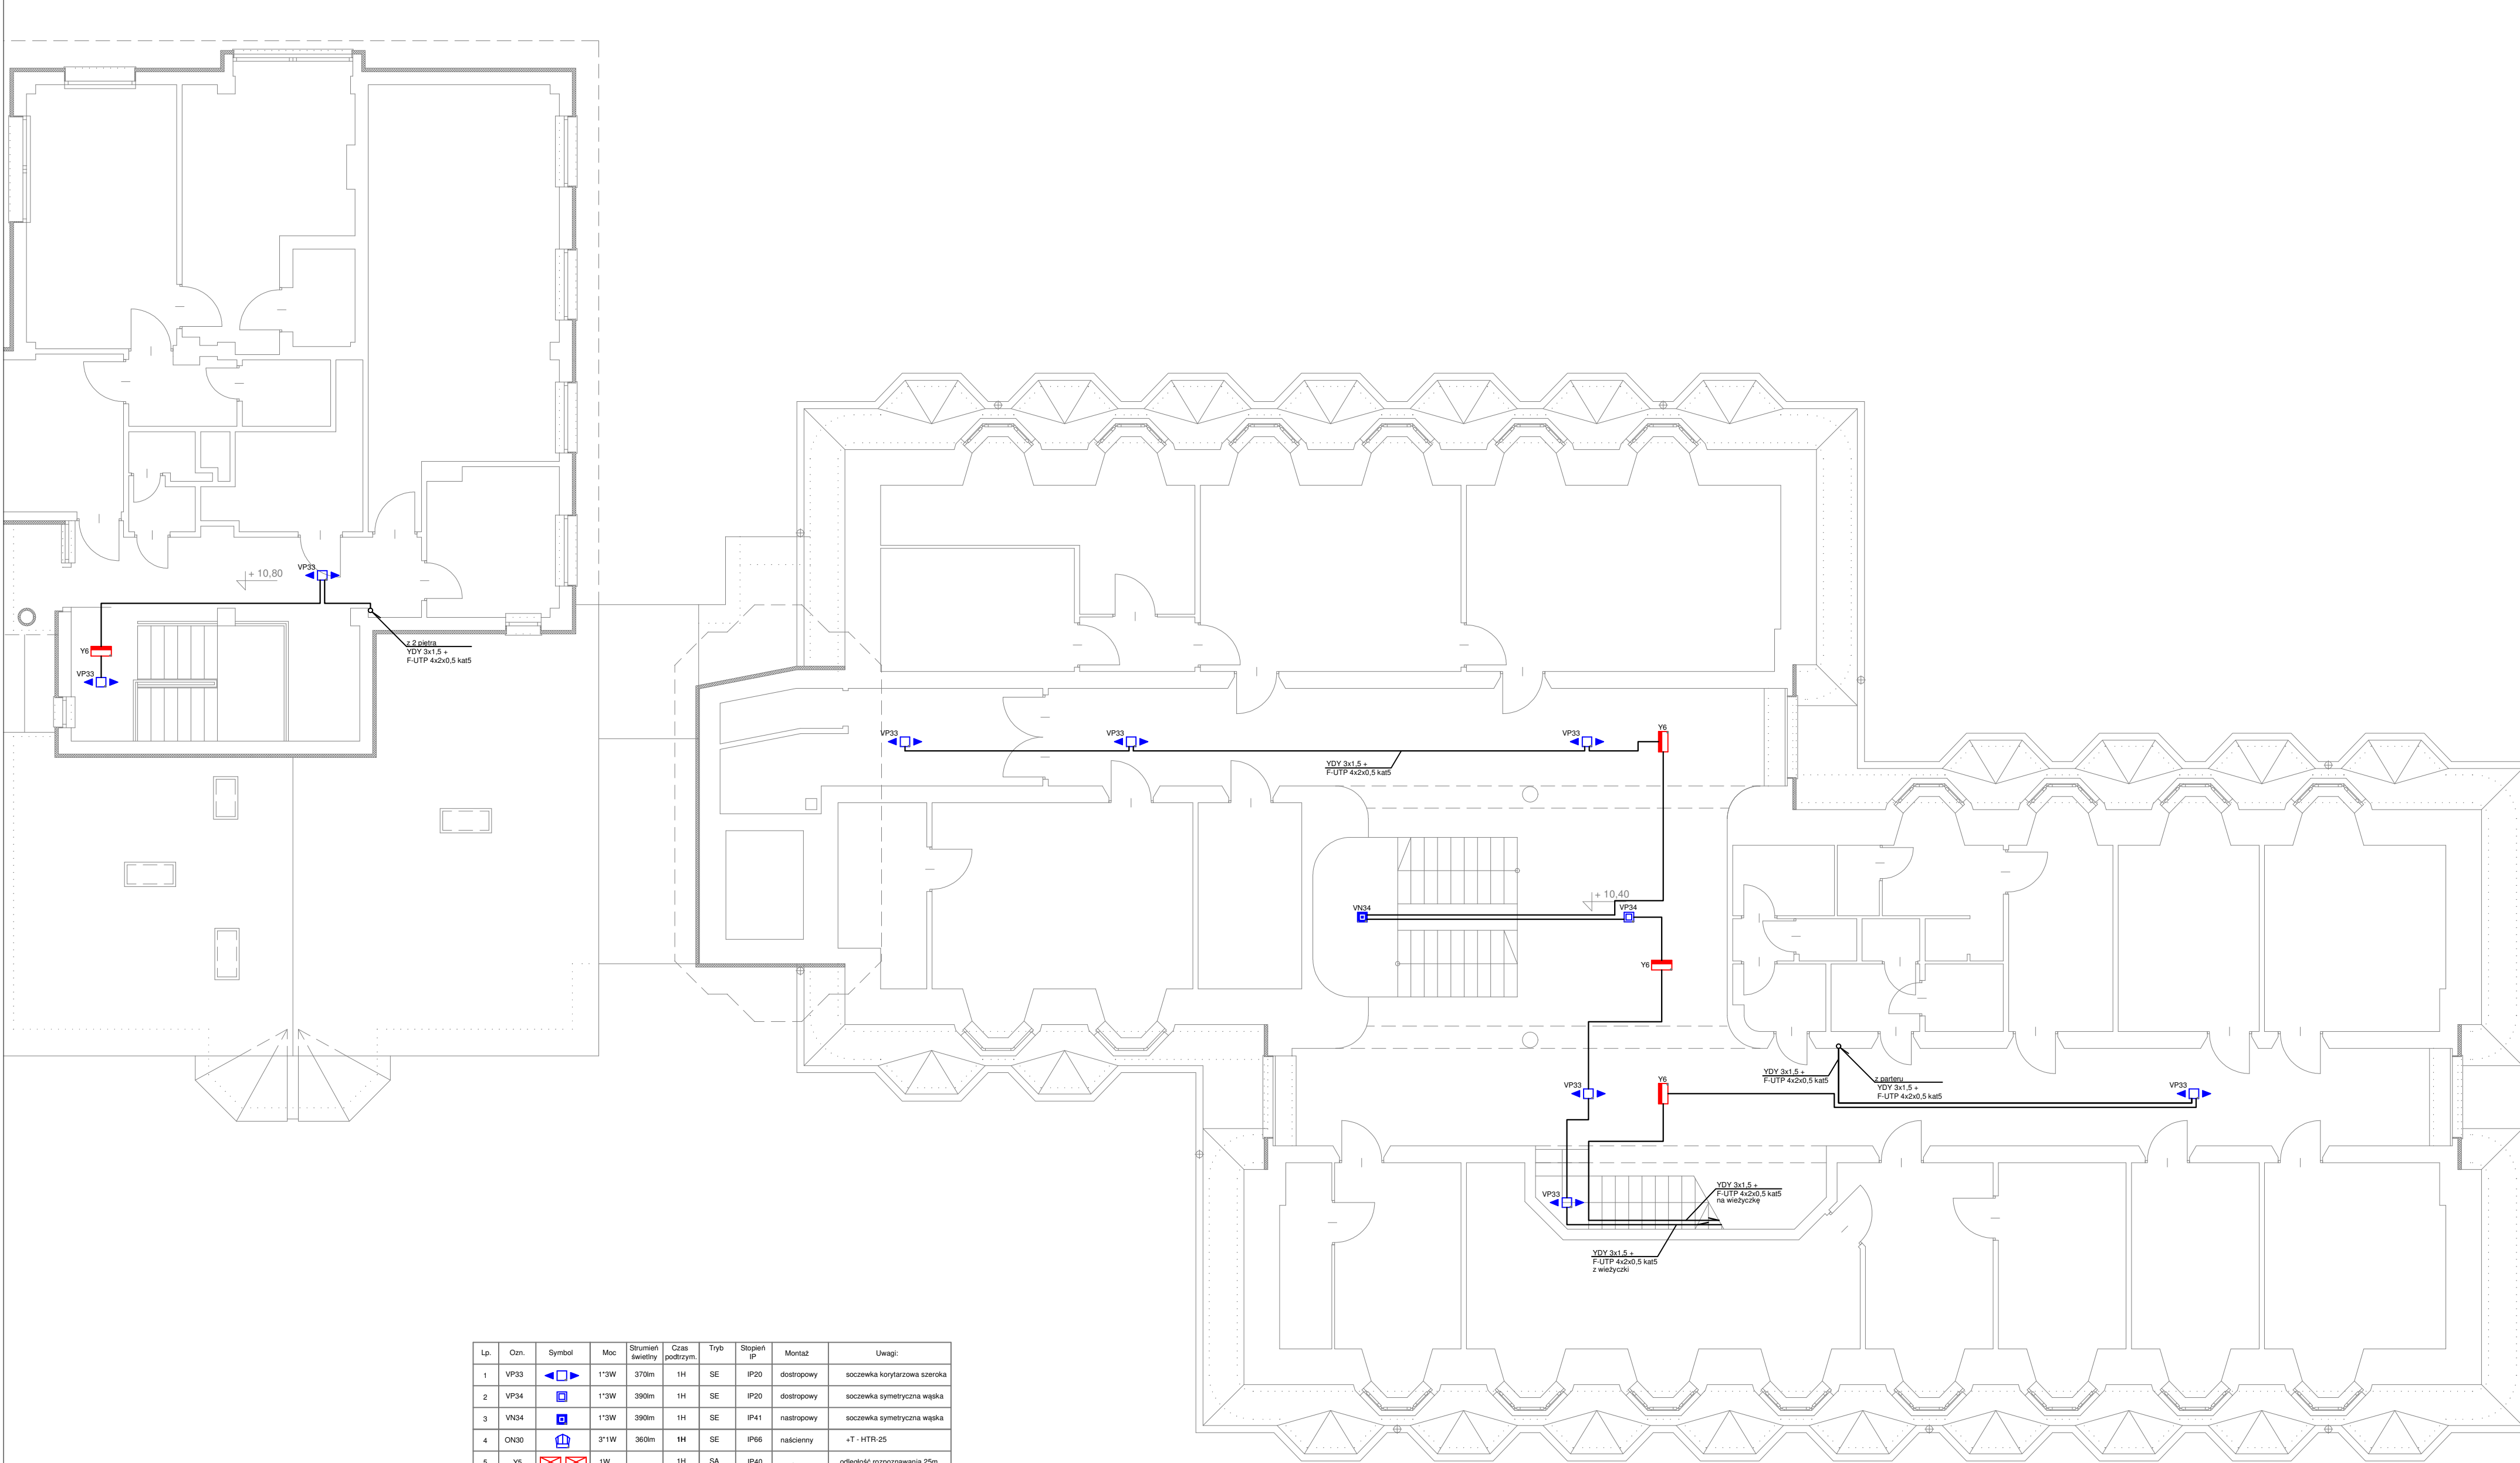 VP33
+ 10,80
z 2 piętra
YDY 3x1,5 +
F-UTP 4x2x0,5 kat5
Y6
VP33
VP33
VP33
VP33
Y6
YDY 3x1,5 +
F-UTP 4x2x0,5 kat5
+ 10,40
VN34
VP34
Y6
VP33
Y6
YDY 3x1,5 +
F-UTP 4x2x0,5 kat5
z parteru
YDY 3x1,5 +
F-UTP 4x2x0,5 kat5
VP33
VP33
YDY 3x1,5 +
F-UTP 4x2x0,5 kat5
na wieżyczkę
YDY 3x1,5 +
F-UTP 4x2x0,5 kat5
z wieżyczki
Lp. Ozn. Symbol Moc Strumień świetlny Czas podtrzym. Tryb Stopień IP Montaż Uwagi:
1 VP33 1*3W 370lm 1H SE IP20 dostropowy soczewka korytarzowa szeroka
2 VP34 1*3W 390lm 1H SE IP20 dostropowy soczewka symetryczna wąska
3 VN34 1*3W 390lm 1H SE IP41 nastropowy soczewka symetryczna wąska
4 ON30 3*1W 360lm 1H SE IP66 naścienny +T - HTR-25
5 Y5 1W 1H SA IP40 odległość rozpoznawania 25m